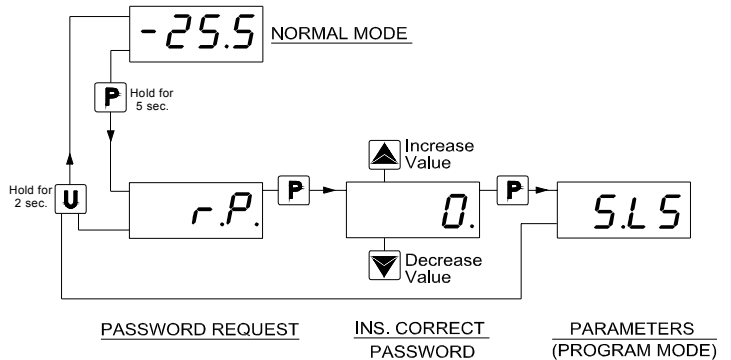 -25.5
NORMAL MODE
P
Hold for
5 sec.
Hold for
2 sec.
U
r.P.
P
Increase
Value
0.
Decrease
Value
P
S.L S
PASSWORD REQUEST
INS. CORRECT
PASSWORD
PARAMETERS
(PROGRAM MODE)